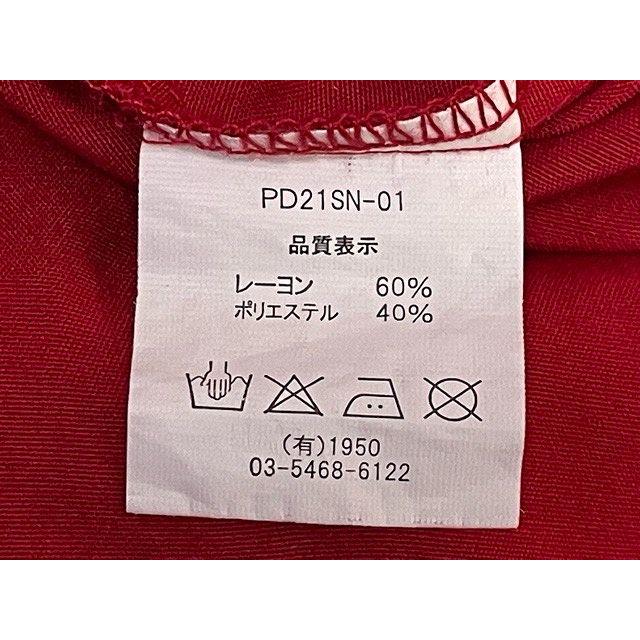 PD21SN-01
品質表示
レーヨン 60%
ポリエステル 40%
(有)1950
03-5468-6122